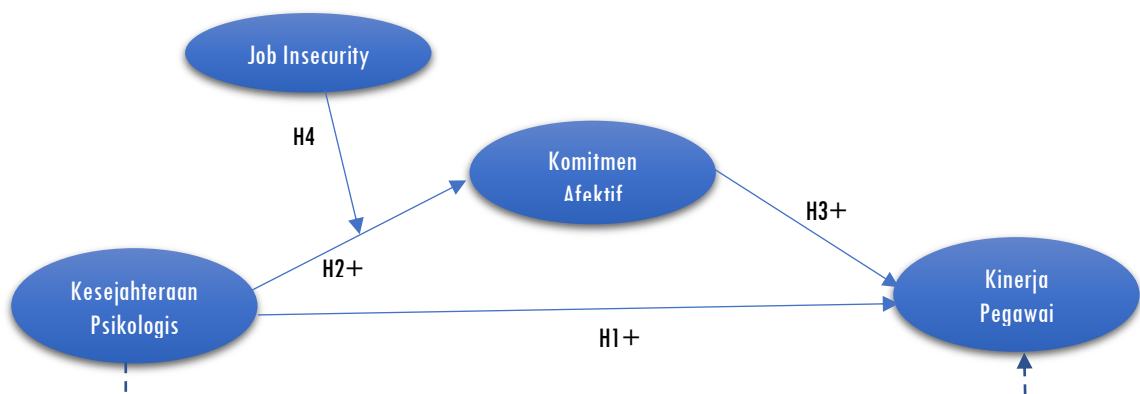 Job Insecurity
H4
Komitmen
Afektif
H3+
H2+
Kesejahteraan
Psikologis
Kinerja
Pegawai
H1+